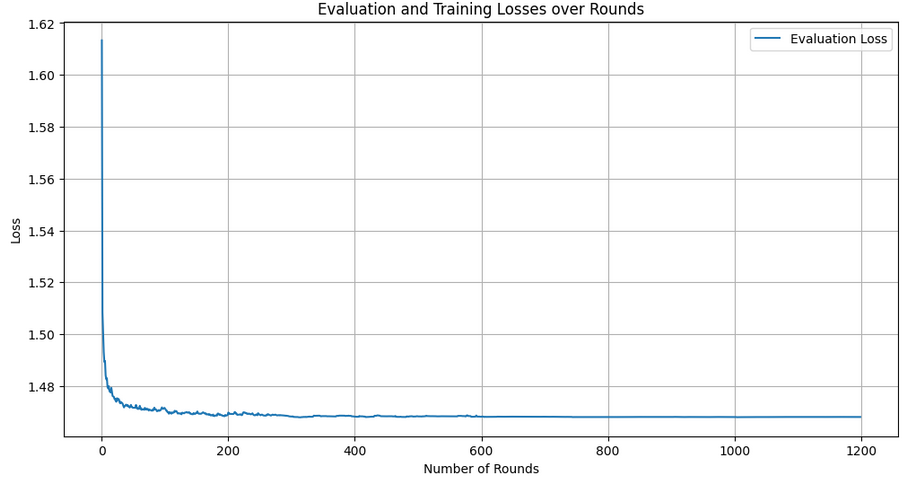 Evaluation and Training Losses over Rounds
Evaluation Loss
1.62
1.60
1.58
1.56
1.54
1.52
1.50
1.48
Loss
0 200 400 600 800 1000 1200
Number of Rounds